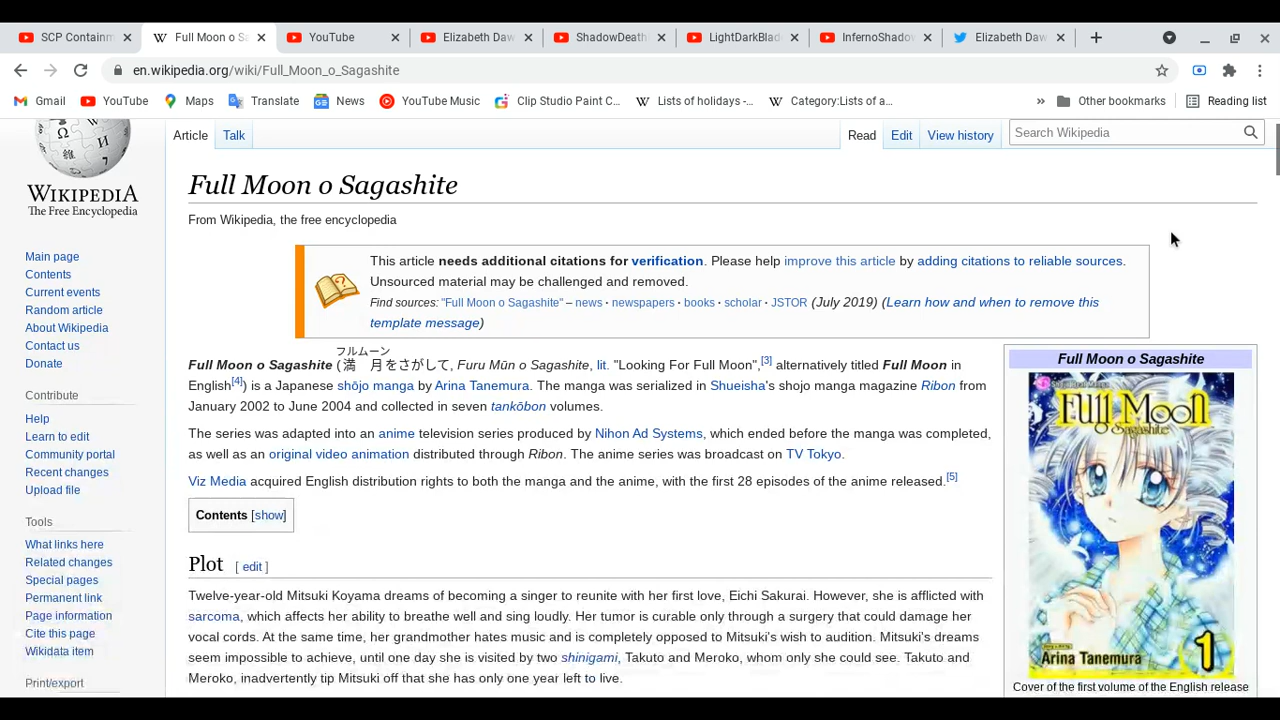 SCP Containm
Full Moon o S
YouTube
Elizabeth Daw
ShadowDeath
LightDarkBlad
InfernoShadow
Elizabeth Daw
en.wikipedia.org/wiki/Full_Moon_o_Sagashite
Gmail
YouTube
Maps
Translate
News
YouTube Music
Clip Studio Paint C...
Lists of holidays -...
Category:Lists of a...
»
Other bookmarks
Reading list
WIKIPEDIA
The Free Encyclopedia
Main page
Contents
Current events
Random article
About Wikipedia
Contact us
Donate
Contribute
Help
Learn to edit
Community portal
Recent changes
Upload file
Tools
What links here
Related changes
Special pages
Permanent link
Page information
Cite this page
Wikidata item
Print/export
Article Talk
Read Edit View history
Search Wikipedia
Full Moon o Sagashite
From Wikipedia, the free encyclopedia
This article needs additional citations for verification. Please help improve this article by adding citations to reliable sources.
Unsourced material may be challenged and removed.
Find sources: "Full Moon o Sagashite" – news · newspapers · books · scholar · JSTOR (July 2019) (Learn how and when to remove this
template message)
フルムーン
Full Moon o Sagashite (満月をさがして, Furu Mūn o Sagashite, lit. "Looking For Full Moon",[3] alternatively titled Full Moon in
English[4]) is a Japanese shōjo manga by Arina Tanemura. The manga was serialized in Shueisha's shojo manga magazine Ribon from
January 2002 to June 2004 and collected in seven tankōbon volumes.
The series was adapted into an anime television series produced by Nihon Ad Systems, which ended before the manga was completed,
as well as an original video animation distributed through Ribon. The anime series was broadcast on TV Tokyo.
Viz Media acquired English distribution rights to both the manga and the anime, with the first 28 episodes of the anime released.[5]
Contents [show]
Plot [ edit ]
Twelve-year-old Mitsuki Koyama dreams of becoming a singer to reunite with her first love, Eichi Sakurai. However, she is afflicted with
sarcoma, which affects her ability to breathe well and sing loudly. Her tumor is curable only through a surgery that could damage her
vocal cords. At the same time, her grandmother hates music and is completely opposed to Mitsuki's wish to audition. Mitsuki's dreams
seem impossible to achieve, until one day she is visited by two shinigami, Takuto and Meroko, whom only she could see. Takuto and
Meroko, inadvertently tip Mitsuki off that she has only one year left to live.
Full Moon o Sagashite
Full Moon
Sagashite
Arina Tanemura
1
Cover of the first volume of the English release